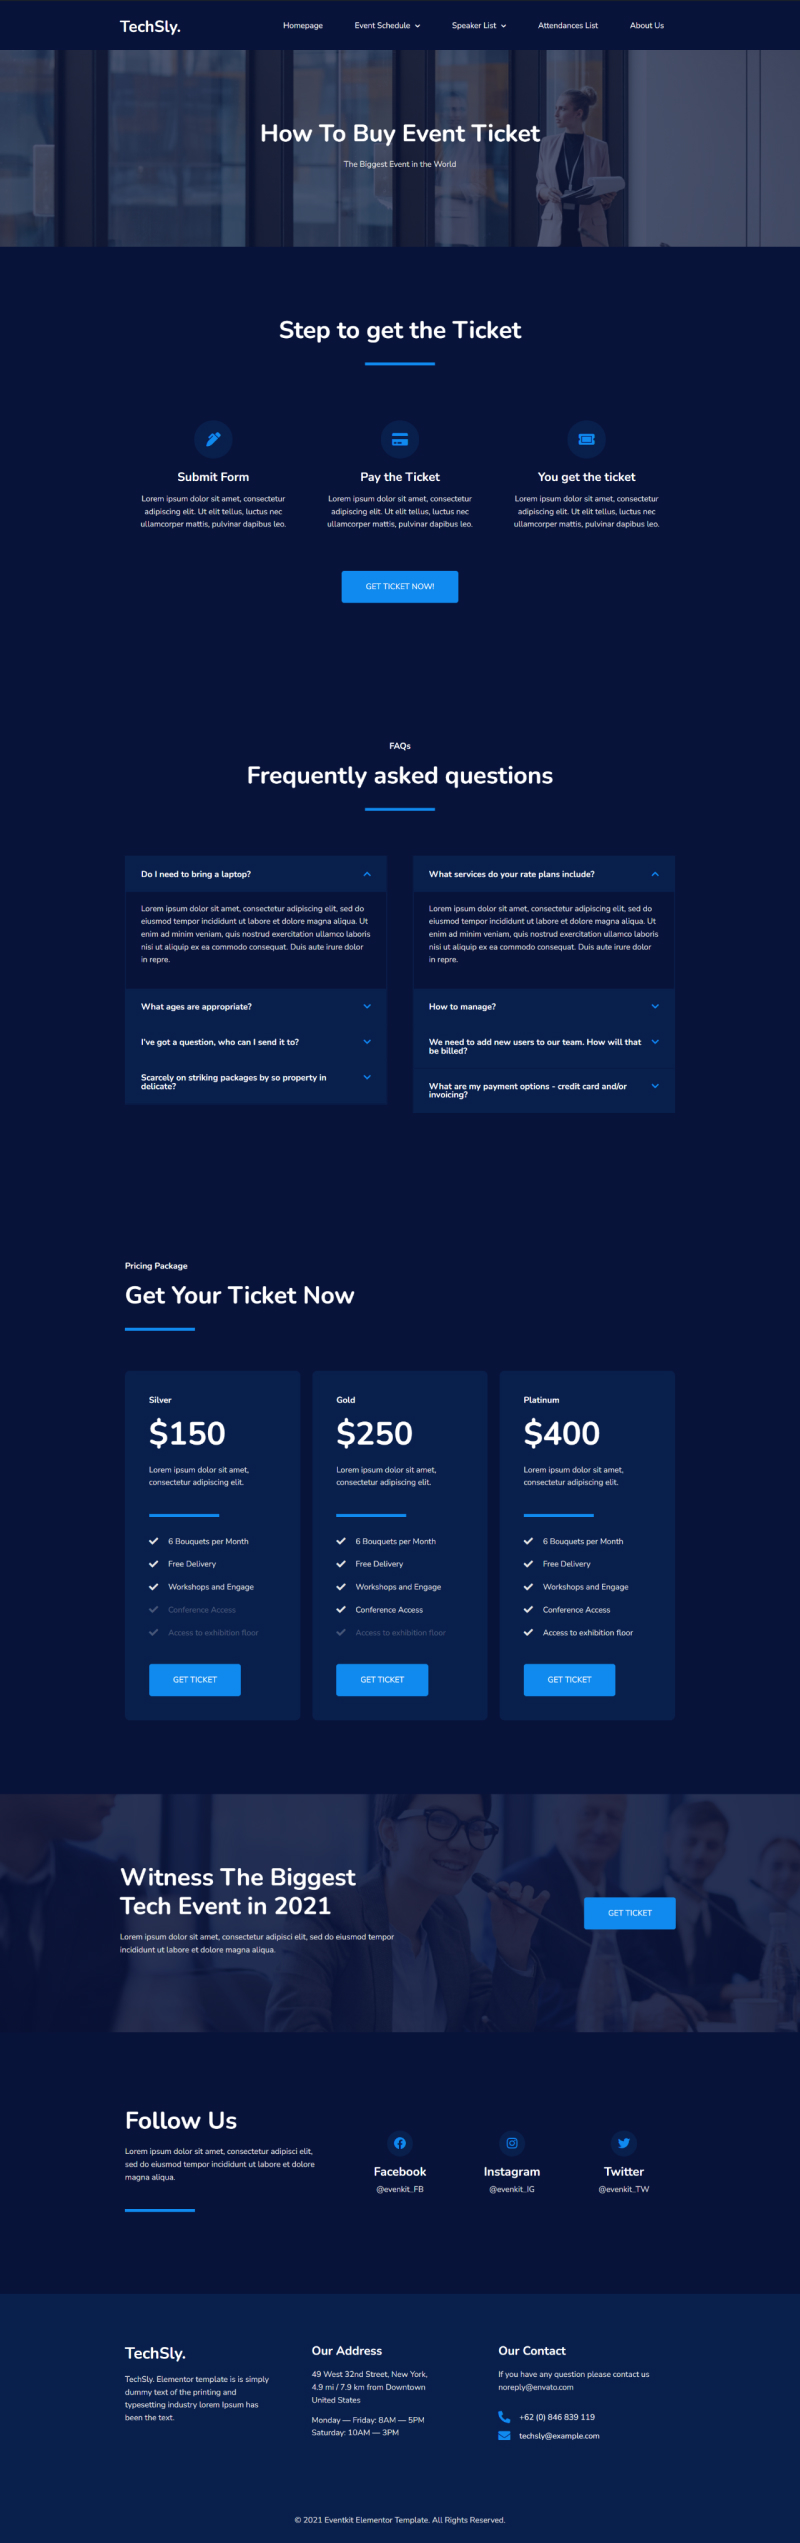 TechSly.
Homepage
Event Schedule
Speaker List
Attendances List
About Us
How To Buy Event Ticket
The Biggest Event in the World
Step to get the Ticket
Submit Form
Lorem ipsum dolor sit amet, consectetur
adipiscing elit. Ut elit tellus, luctus nec
ullamcorper mattis, pulvinar dapibus leo.
Pay the Ticket
Lorem ipsum dolor sit amet, consectetur
adipiscing elit. Ut elit tellus, luctus nec
ullamcorper mattis, pulvinar dapibus leo.
You get the ticket
Lorem ipsum dolor sit amet, consectetur
adipiscing elit. Ut elit tellus, luctus nec
ullamcorper mattis, pulvinar dapibus leo.
GET TICKET NOW!
FAQs
Frequently asked questions
Do I need to bring a laptop?
Lorem ipsum dolor sit amet, consectetur adipiscing elit, sed do
eiusmod tempor incididunt ut labore et dolore magna aliqua. Ut
enim ad minim veniam, quis nostrud exercitation ullamco laboris
nisi ut aliquip ex ea commodo consequat. Duis aute irure dolor
in repre.
What ages are appropriate?
I've got a question, who can I send it to?
Scarcely on striking packages by so property in
delicate?
What services do your rate plans include?
Lorem ipsum dolor sit amet, consectetur adipiscing elit, sed do
eiusmod tempor incididunt ut labore et dolore magna aliqua. Ut
enim ad minim veniam, quis nostrud exercitation ullamco laboris
nisi ut aliquip ex ea commodo consequat. Duis aute irure dolor
in repre.
How to manage?
We need to add new users to our team. How will that
be billed?
What are my payment options - credit card and/or
invoicing?
Pricing Package
Get Your Ticket Now
Silver
$150
Lorem ipsum dolor sit amet,
consectetur adipiscing elit.
6 Bouquets per Month
Free Delivery
Workshops and Engage
Conference Access
Access to exhibition floor
GET TICKET
Gold
$250
Lorem ipsum dolor sit amet,
consectetur adipiscing elit.
6 Bouquets per Month
Free Delivery
Workshops and Engage
Conference Access
Access to exhibition floor
GET TICKET
Platinum
$400
Lorem ipsum dolor sit amet,
consectetur adipiscing elit.
6 Bouquets per Month
Free Delivery
Workshops and Engage
Conference Access
Access to exhibition floor
GET TICKET
Witness The Biggest
Tech Event in 2021
Lorem ipsum dolor sit amet, consectetur adipisci elit, sed do eiusmod tempor
incididunt ut labore et dolore magna aliqua.
GET TICKET
Follow Us
Lorem ipsum dolor sit amet, consectetur adipisci elit,
sed do eiusmod tempor incididunt ut labore et dolore
magna aliqua.
Facebook
@evenkit_FB
Instagram
@evenkit_IG
Twitter
@evenkit_TW
TechSly.
TechSly. Elementor template is is simply
dummy text of the printing and
typesetting industry lorem Ipsum has
been the text.
Our Address
49 West 32nd Street, New York,
4.9 mi / 7.9 km from Downtown
United States
Monday — Friday: 8AM — 5PM
Saturday: 10AM — 3PM
Our Contact
If you have any question please contact us
noreply@envato.com
+62 (0) 846 839 119
techsly@example.com
© 2021 Eventkit Elementor Template. All Rights Reserved.